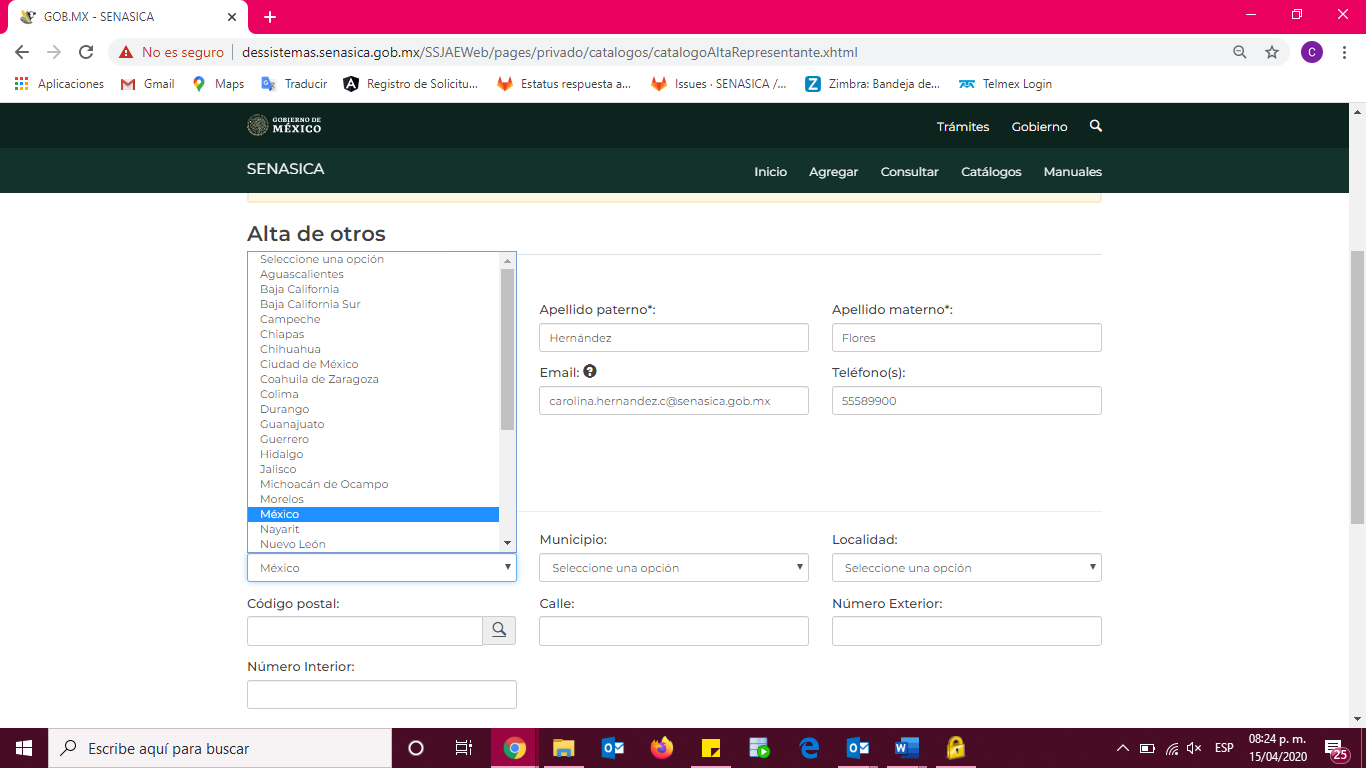 GOB.MX - SENASICA
No es seguro
dessistemas.senasica.gob.mx/SSJAEWeb/pages/privado/catalogos/catalogoAltaRepresentante.xhtml
C
Aplicaciones Gmail Maps Traducir Registro de Solicitu... Estatus respuesta a... Issues · SENASICA /... Zimbra: Bandeja de... Telmex Login
GOBIERNO DE
MÉXICO
Trámites Gobierno
SENASICA
Inicio Agregar Consultar Catálogos Manuales
Alta de otros
Seleccione una opción
Aguascalientes
Baja California
Baja California Sur
Campeche
Chiapas
Chihuahua
Ciudad de México
Coahuila de Zaragoza
Colima
Durango
Guanajuato
Guerrero
Hidalgo
Jalisco
Michoacán de Ocampo
Morelos
México
Nayarit
Nuevo León
Apellido paterno*: Apellido materno*:
Hernández Flores
Email: Teléfono(s):
carolina.hernandez.c@senasica.gob.mx 55589900
Municipio: Localidad:
México Seleccione una opción Seleccione una opción
Código postal: Calle: Número Exterior:
Número Interior:
Escribe aquí para buscar
ESP
08:24 p. m.
15/04/2020
25